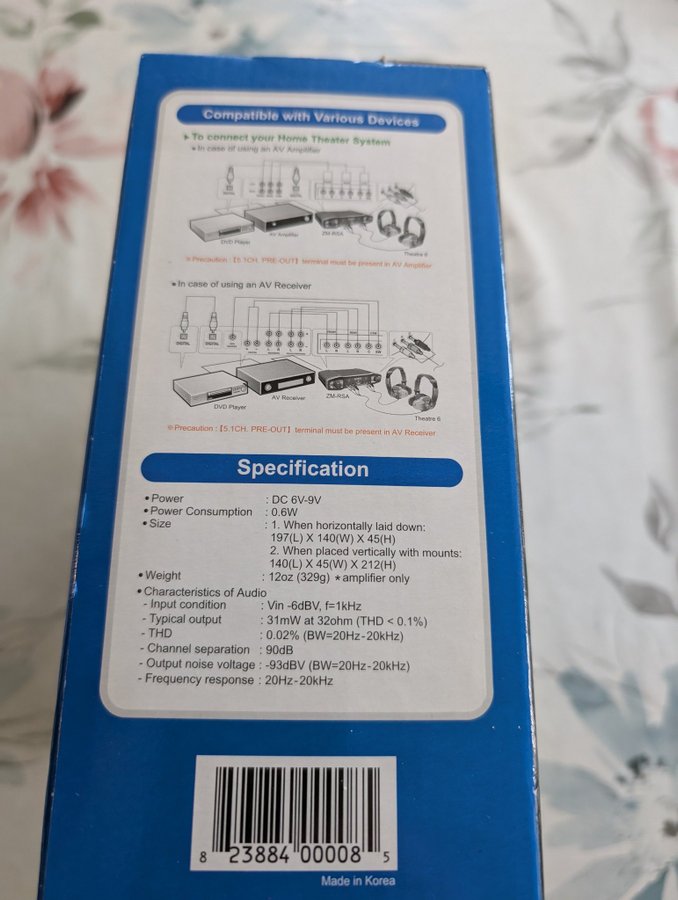 Compatible with Various Devices
To connect your Home Theater System
In case of using an AV Amplifier
DIGITAL
DIGITAL
DVD Player
AV Amplifier
ZM-RSA
Theatre 6
※Precaution : [5.1CH. PRE-OUT] terminal must be present in AV Amplifier
• In case of using an AV Receiver
DIGITAL
DIGITAL
L R L R C SW
DVD Player
AV Receiver
ZM-RSA
Theatre 6
※Precaution : [5.1CH. PRE-OUT] terminal must be present in AV Receiver
Specification
• Power : DC 6V-9V
• Power Consumption : 0.6W
• Size : 1. When horizontally laid down:
197(L) X 140(W) X 45(H)
2. When placed vertically with mounts:
140(L) X 45(W) X 212(H)
• Weight : 12oz (329g) ★amplifier only
• Characteristics of Audio
- Input condition : Vin -6dBV, f=1kHz
- Typical output : 31mW at 32ohm (THD < 0.1%)
- THD : 0.02% (BW=20Hz-20kHz)
- Channel separation : 90dB
- Output noise voltage : -93dBV (BW=20Hz-20kHz)
- Frequency response : 20Hz-20kHz
8 23884 00008 5
Made in Korea